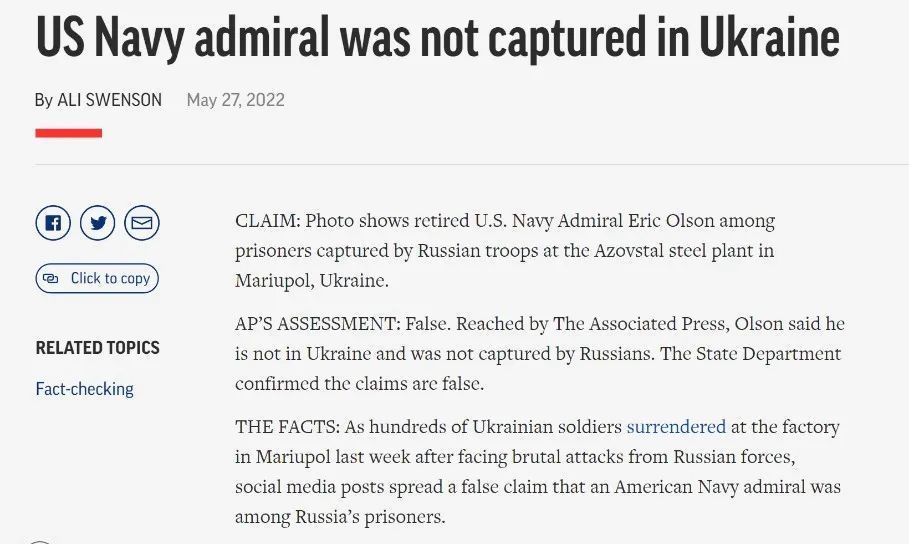 US Navy admiral was not captured in Ukraine
By ALI SWENSON May 27, 2022
Click to copy
RELATED TOPICS
Fact-checking
CLAIM: Photo shows retired U.S. Navy Admiral Eric Olson among
prisoners captured by Russian troops at the Azovstal steel plant in
Mariupol, Ukraine.
AP’S ASSESSMENT: False. Reached by The Associated Press, Olson said he
is not in Ukraine and was not captured by Russians. The State Department
confirmed the claims are false.
THE FACTS: As hundreds of Ukrainian soldiers surrendered at the factory
in Mariupol last week after facing brutal attacks from Russian forces,
social media posts spread a false claim that an American Navy admiral was
among Russia’s prisoners.